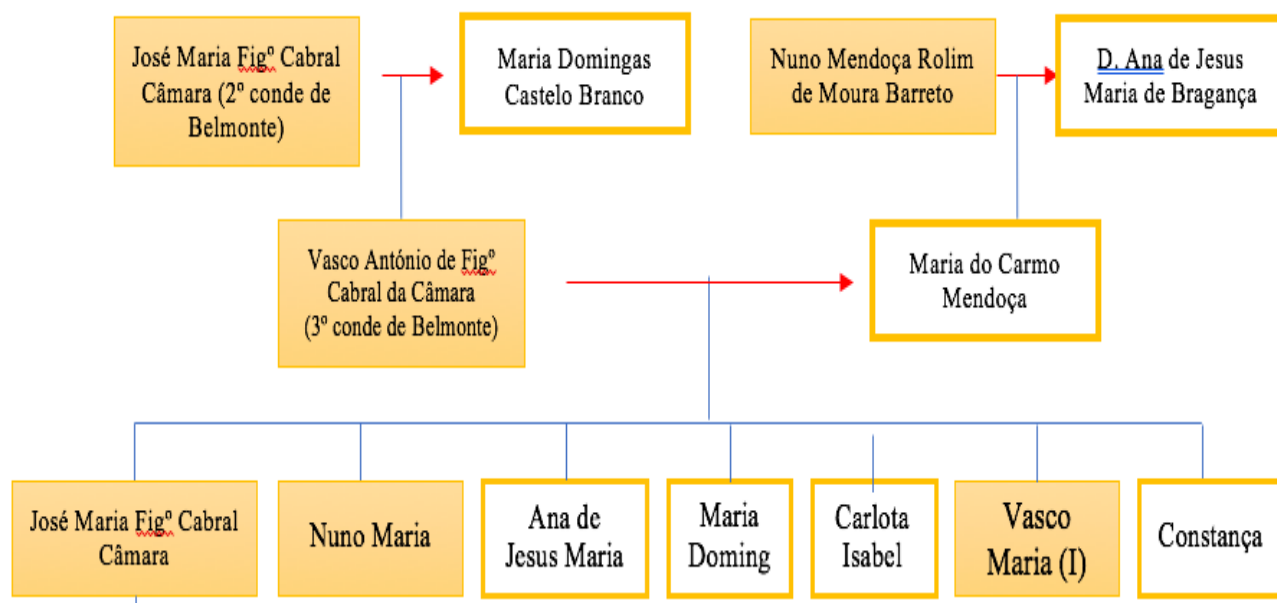 José Maria Figº Cabral
Câmara (2º conde de
Belmonte)
Maria Domingas
Castelo Branco
Nuno Mendoça Rolim
de Moura Barreto
D. Ana de Jesus
Maria de Bragança
Vasco António de Figº
Cabral da Câmara
(3º conde de Belmonte)
Maria do Carmo
Mendoça
José Maria Figº Cabral
Câmara
Nuno Maria
Ana de
Jesus Maria
Maria
Doming
Carlota
Isabel
Vasco
Maria (I)
Constança